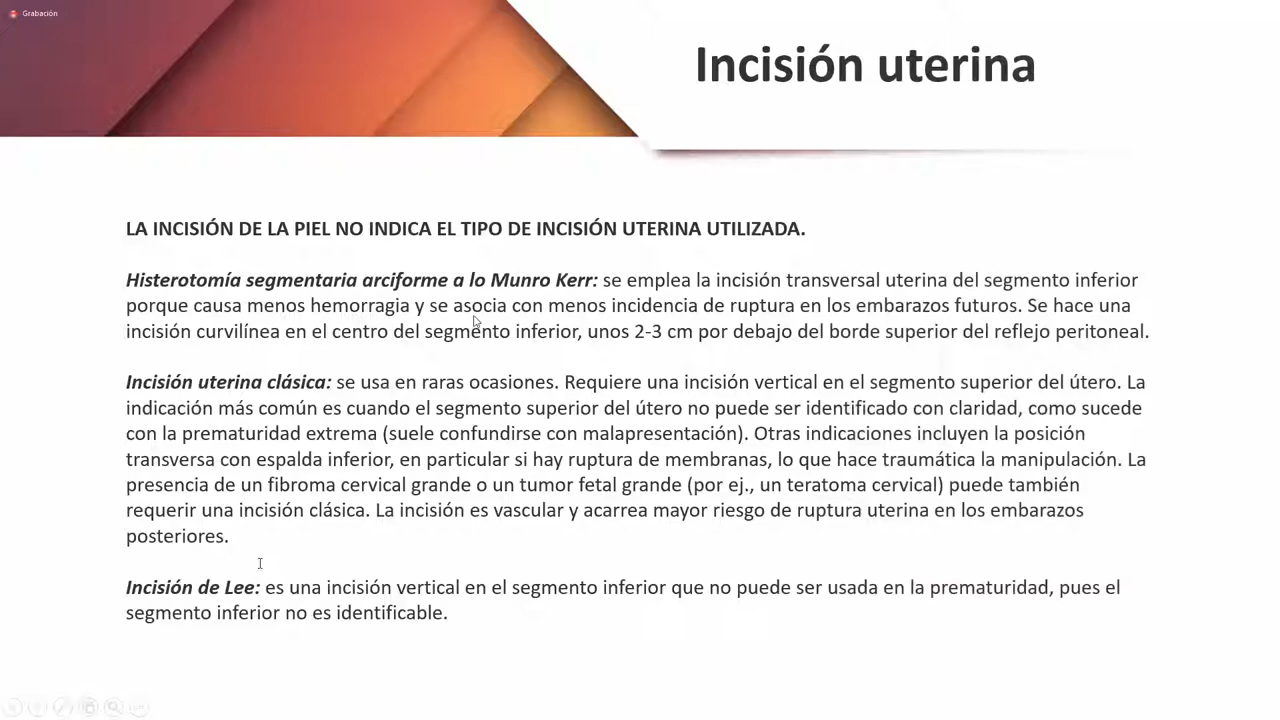 Grabación
Incisión uterina
LA INCISIÓN DE LA PIEL NO INDICA EL TIPO DE INCISIÓN UTERINA UTILIZADA.
Histerotomía segmentaria arciforme a lo Munro Kerr: se emplea la incisión transversal uterina del segmento inferior
porque causa menos hemorragia y se asocia con menos incidencia de ruptura en los embarazos futuros. Se hace una
incisión curvilínea en el centro del segmento inferior, unos 2-3 cm por debajo del borde superior del reflejo peritoneal.
Incisión uterina clásica: se usa en raras ocasiones. Requiere una incisión vertical en el segmento superior del útero. La
indicación más común es cuando el segmento superior del útero no puede ser identificado con claridad, como sucede
con la prematuridad extrema (suele confundirse con malapresentación). Otras indicaciones incluyen la posición
transversa con espalda inferior, en particular si hay ruptura de membranas, lo que hace traumática la manipulación. La
presencia de un fibroma cervical grande o un tumor fetal grande (por ej., un teratoma cervical) puede también
requerir una incisión clásica. La incisión es vascular y acarrea mayor riesgo de ruptura uterina en los embarazos
posteriores.
Incisión de Lee: es una incisión vertical en el segmento inferior que no puede ser usada en la prematuridad, pues el
segmento inferior no es identificable.